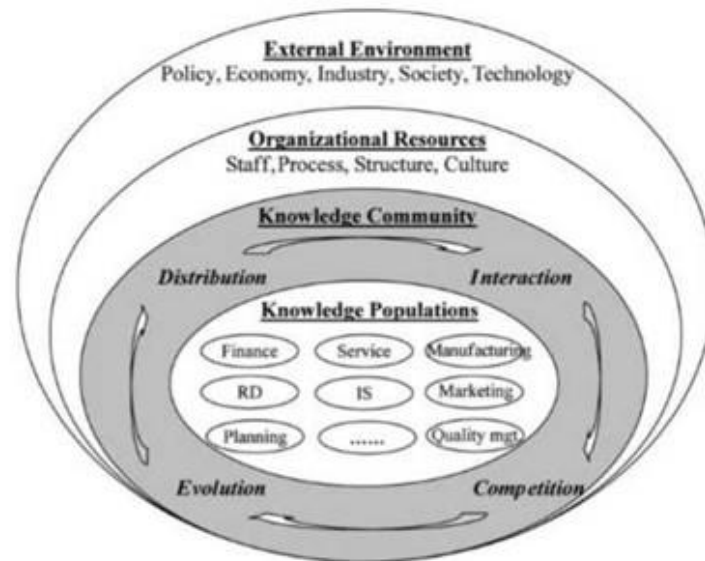 External Environment
Policy, Economy, Industry, Society, Technology
Organizational Resources
Staff, Process, Structure, Culture
Knowledge Community
Distribution
Interaction
Knowledge Populations
Finance
Service
Manufacturing
RD
IS
Marketing
Planning
......
Quality mgt.
Evolution
Competition